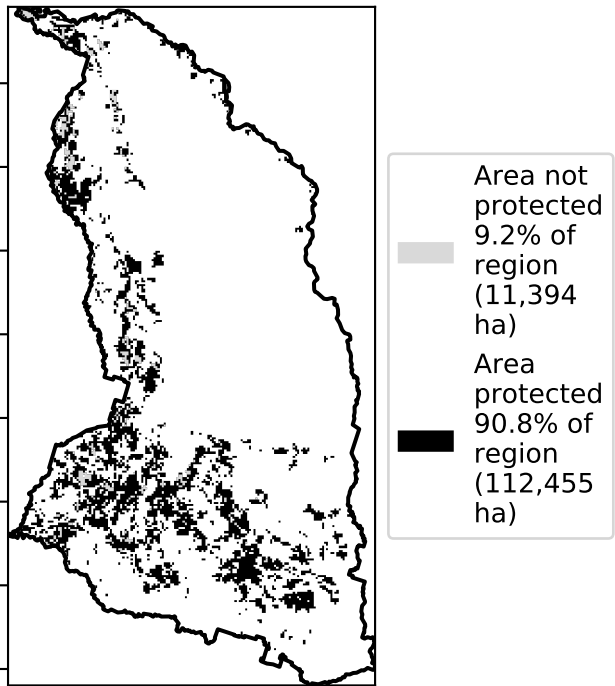 Area not
protected
9.2% of
region
(11,394
ha)
Area
protected
90.8% of
region
(112,455
ha)